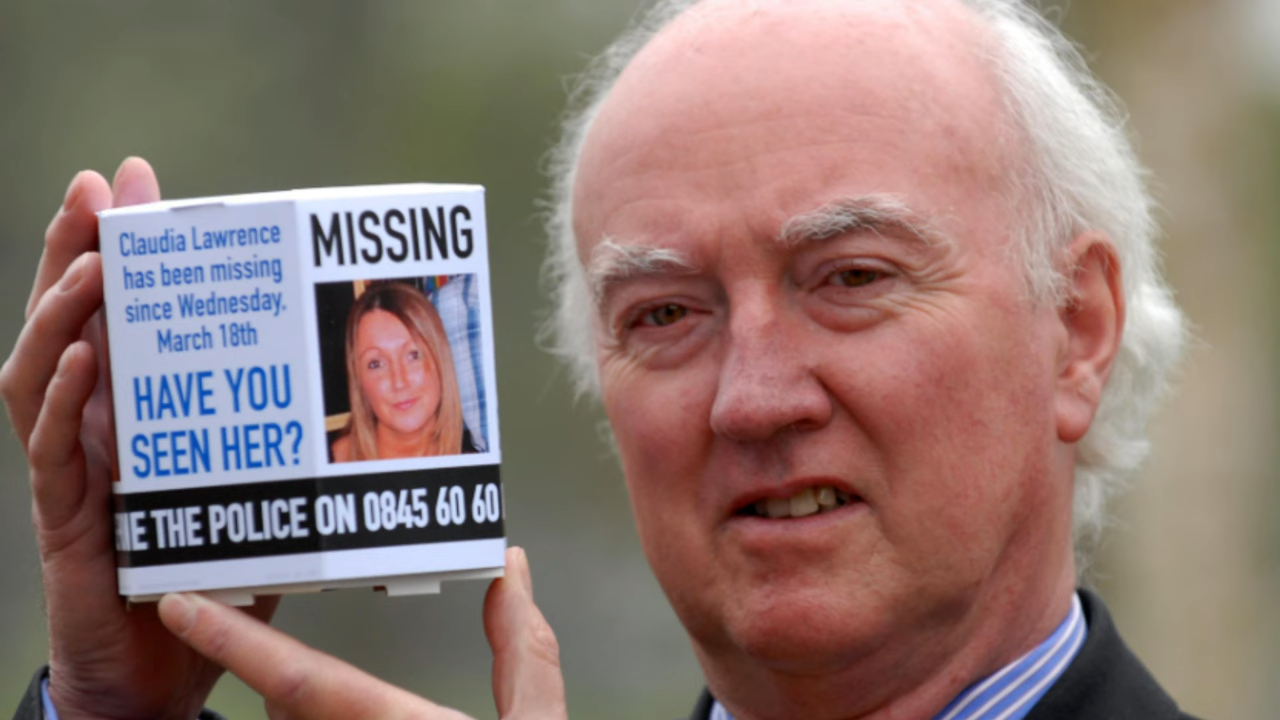 Claudia Lawrence
has been missing
since Wednesday.
March 18th
HAVE YOU
SEEN HER?
MISSING
THE POLICE ON 0845 60 60